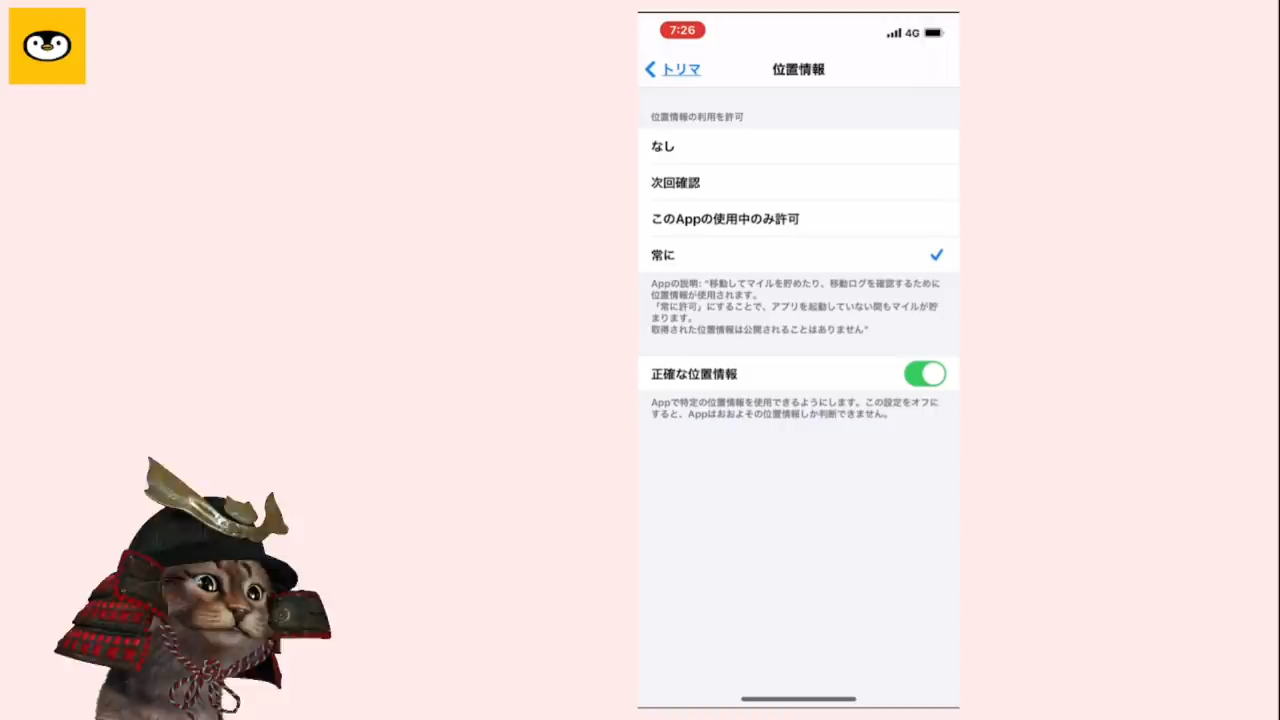 7:26
4G
トリマ
位置情報
位置情報の利用を許可
なし
次回確認
このAppの使用中のみ許可
常に
Appの説明: "移動してマイルを貯めたり、移動ログを確認するために
位置情報が使用されます。
「常に許可」にすることで、アプリを起動していない間もマイルが貯
まります。
取得された位置情報は公開されることはありません"
正確な位置情報
Appで特定の位置情報を使用できるようにします。この設定をオフに
すると、Appはおおよその位置情報しか判断できません。